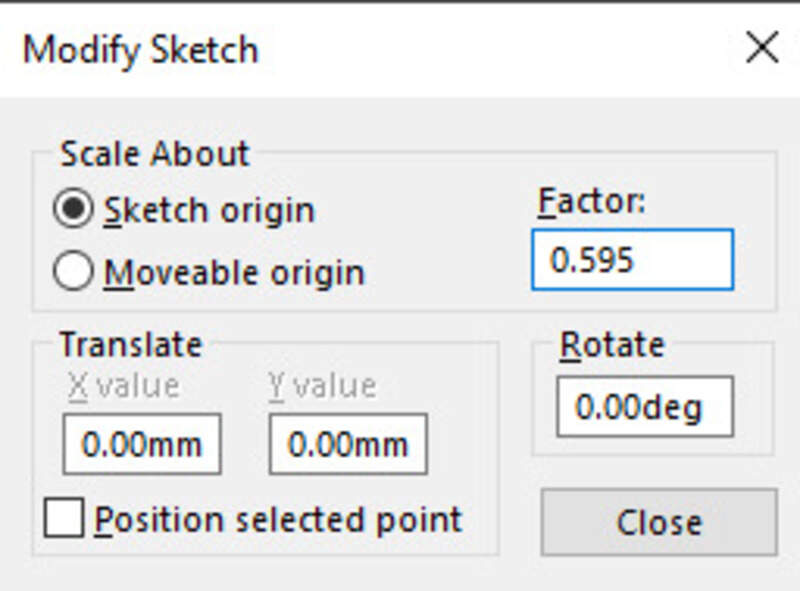 Modify Sketch
Scale About
Sketch origin
Factor:
0.595
Moveable origin
Translate
Rotate
X value
Y value
0.00mm
0.00mm
0.00deg
Position selected point
Close